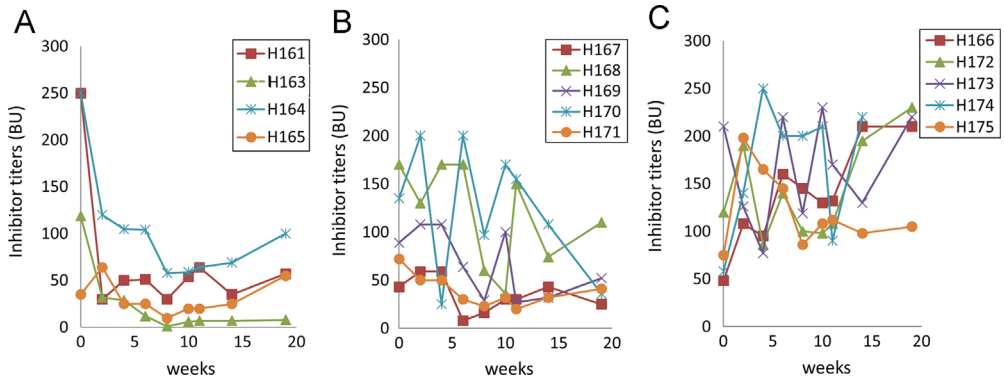 A
Inhibitor titers (BU)
300
250
200
150
100
50
0
0 5 10 15 20
weeks
H161
H163
H164
H165
B
Inhibitor titers (BU)
300
250
200
150
100
50
0
0 5 10 15 20
weeks
H167
H168
H169
H170
H171
C
Inhibitor titers (BU)
300
250
200
150
100
50
0
0 5 10 15 20
weeks
H166
H172
H173
H174
H175